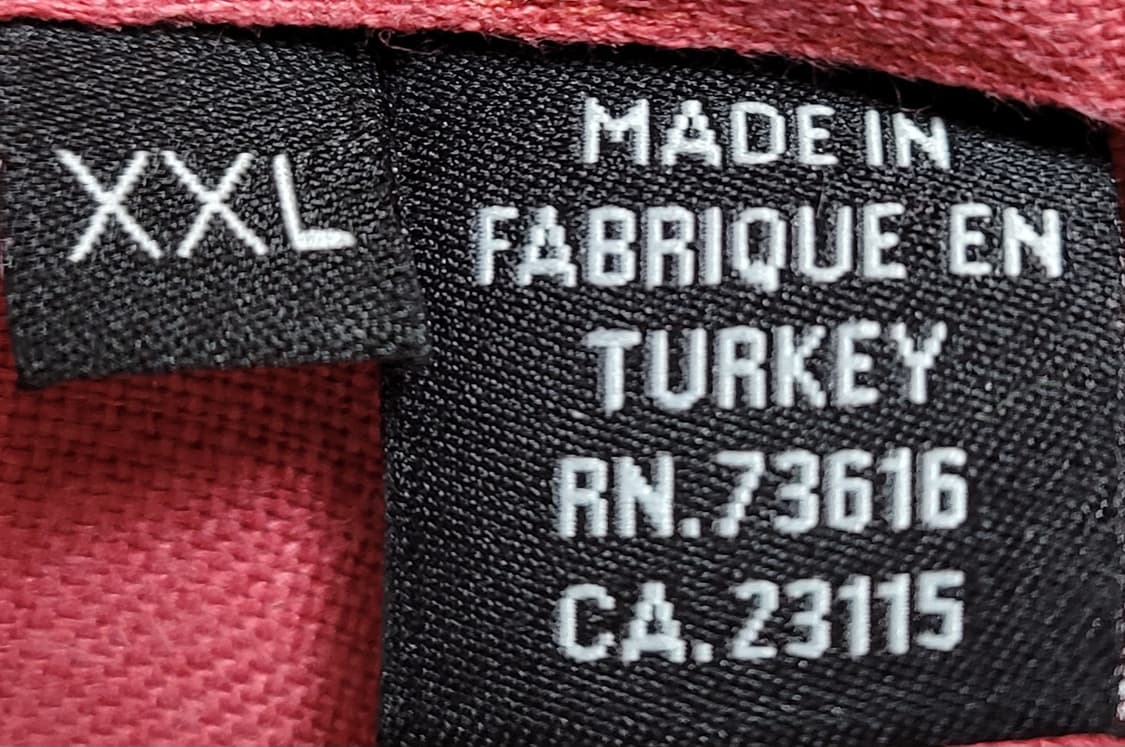 XXL
MADE IN
FABRIQUE EN
TURKEY
RN.73616
CA.23115